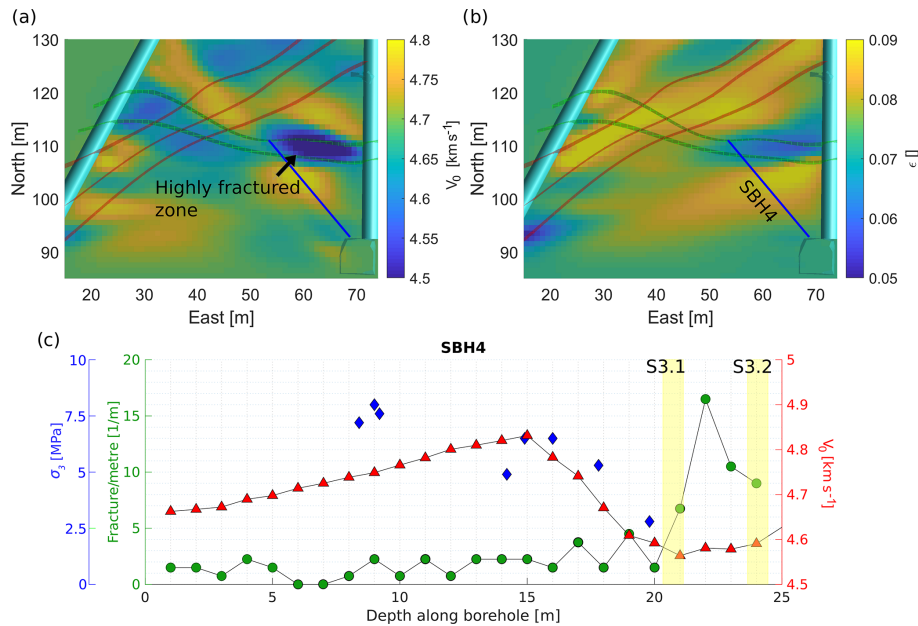 (a)
130
120
110
100
90
North [m]
20 30 40 50 60 70
East [m]
Highly fractured
zone
4.8
4.75
4.7
4.65
4.6
4.55
4.5
V0 [km s-1]
(b)
130
120
110
100
90
North [m]
20 30 40 50 60 70
East [m]
SBH4
0.09
0.08
0.07
0.06
0.05
ϵ []
(c)
SBH4
10
7.5
5
2.5
0
σ3 [MPa]
20
15
10
5
0
Fracture/metre [1/m]
S3.1 S3.2
5
4.9
4.8
4.7
4.6
4.5
V0 [km s-1]
0 5 10 15 20 25
Depth along borehole [m]